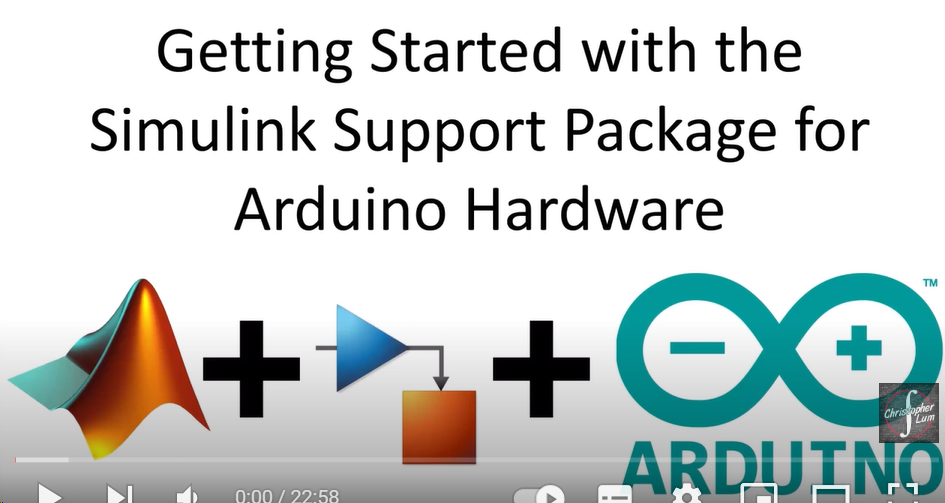 Getting Started with the
Simulink Support Package for
Arduino Hardware
TM
ARDUINO
Christopher
Lum
0:00 / 22:58